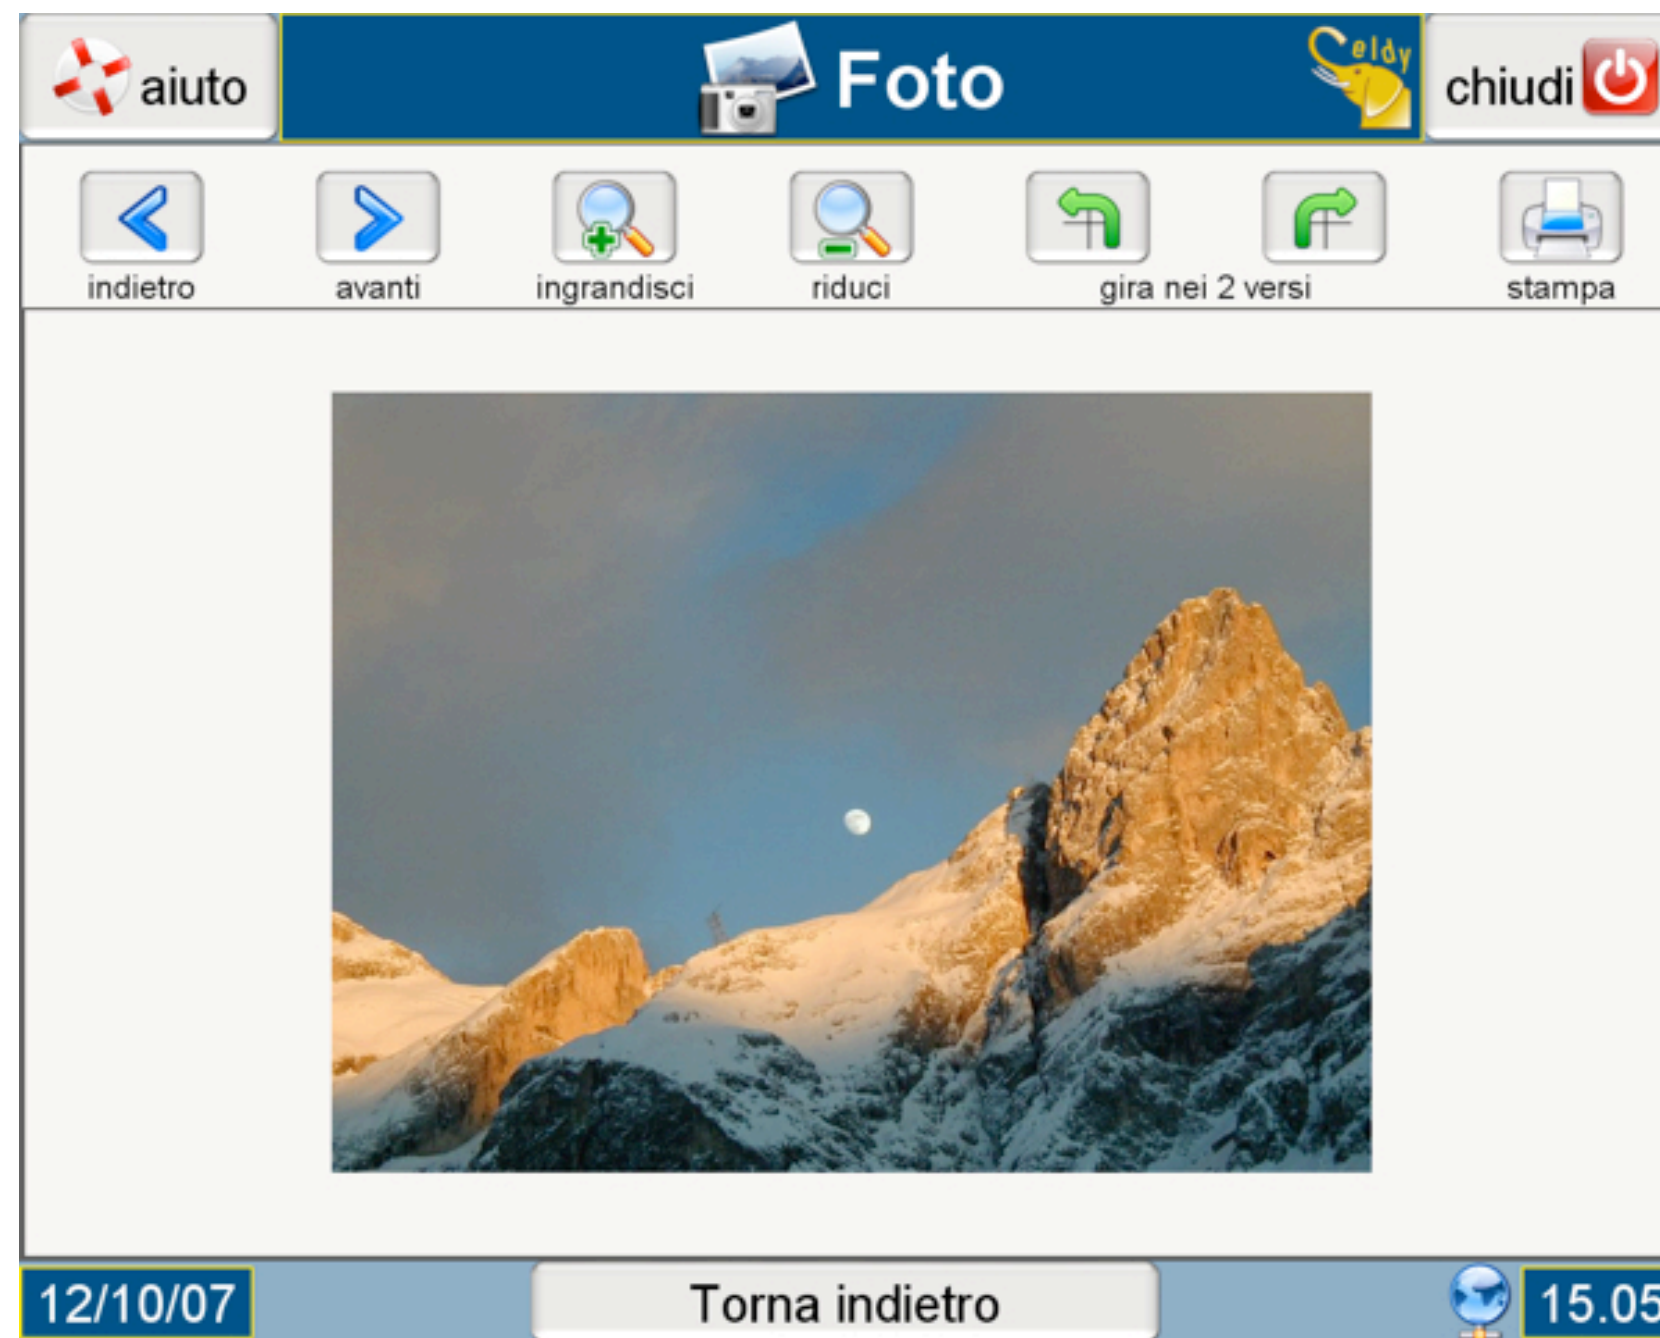 aiuto
Foto
eldy
chiudi
indietro
avanti
ingrandisci
riduci
gira nei 2 versi
stampa
12/10/07
Torna indietro
15.05